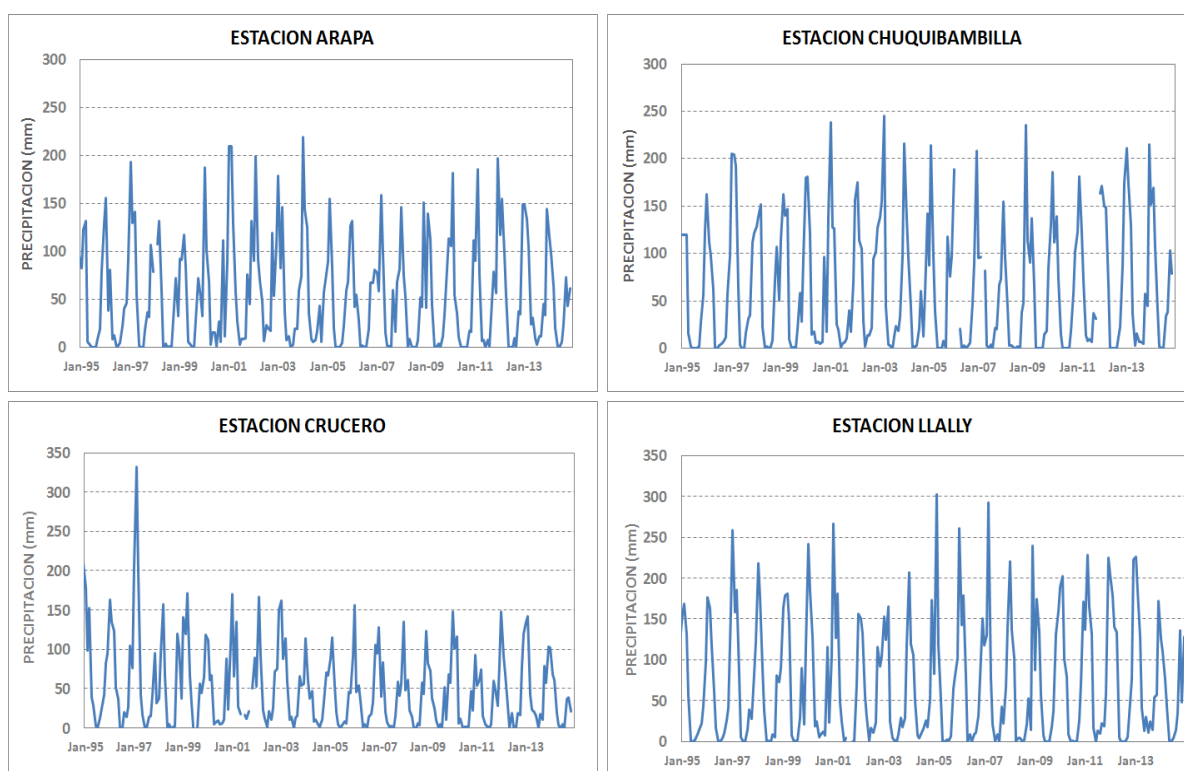 ESTACION ARAPA
PRECIPITACION (mm)
300
250
200
150
100
50
0
Jan-95 Jan-97 Jan-99 Jan-01 Jan-03 Jan-05 Jan-07 Jan-09 Jan-11 Jan-13
ESTACION CHUQUIBAMBILLA
PRECIPITACION (mm)
300
250
200
150
100
50
0
Jan-95 Jan-97 Jan-99 Jan-01 Jan-03 Jan-05 Jan-07 Jan-09 Jan-11 Jan-13
ESTACION CRUCERO
PRECIPITACION (mm)
350
300
250
200
150
100
50
0
Jan-95 Jan-97 Jan-99 Jan-01 Jan-03 Jan-05 Jan-07 Jan-09 Jan-11 Jan-13
ESTACION LLALLY
PRECIPITACION (mm)
350
300
250
200
150
100
50
0
Jan-95 Jan-97 Jan-99 Jan-01 Jan-03 Jan-05 Jan-07 Jan-09 Jan-11 Jan-13